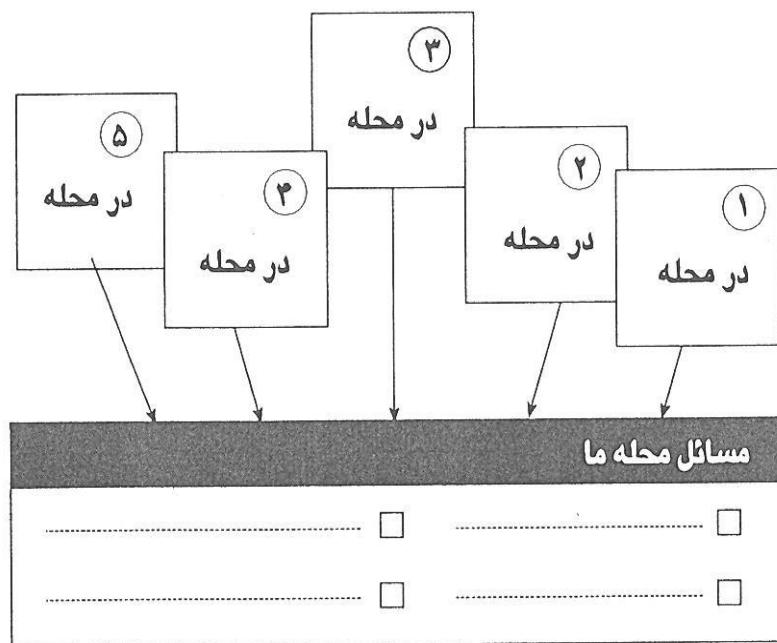 ۱
در محله
۲
در محله
۳
در محله
۴
در محله
۵
در محله
مسائل محله ما